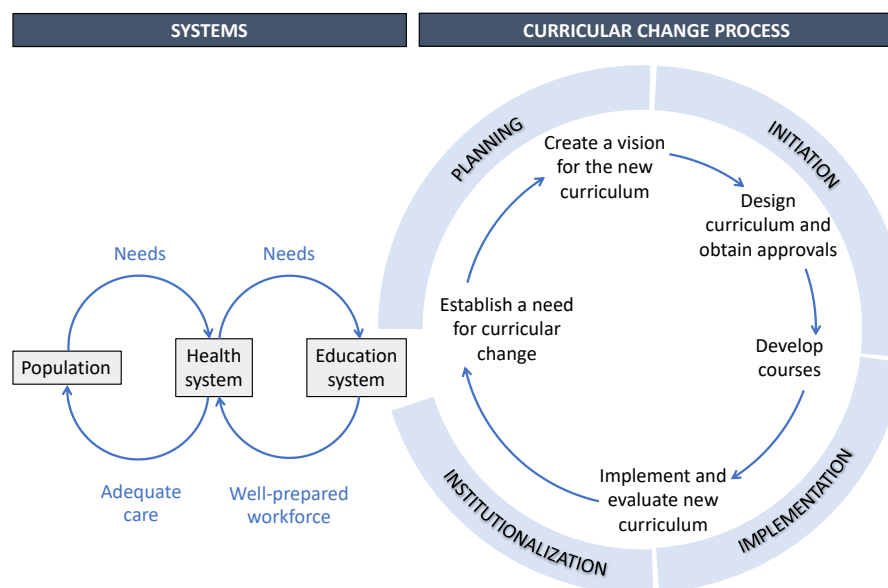 SYSTEMS
CURRICULAR CHANGE PROCESS
Needs
Needs
Population
Health
system
Education
system
Adequate
care
Well-prepared
workforce
PLANNING
INITIATION
IMPLEMENTATION
INSTITUTIONALIZATION
Create a vision
for the new
curriculum
Design
curriculum and
obtain approvals
Develop
courses
Implement and
evaluate new
curriculum
Establish a need
for curricular
change